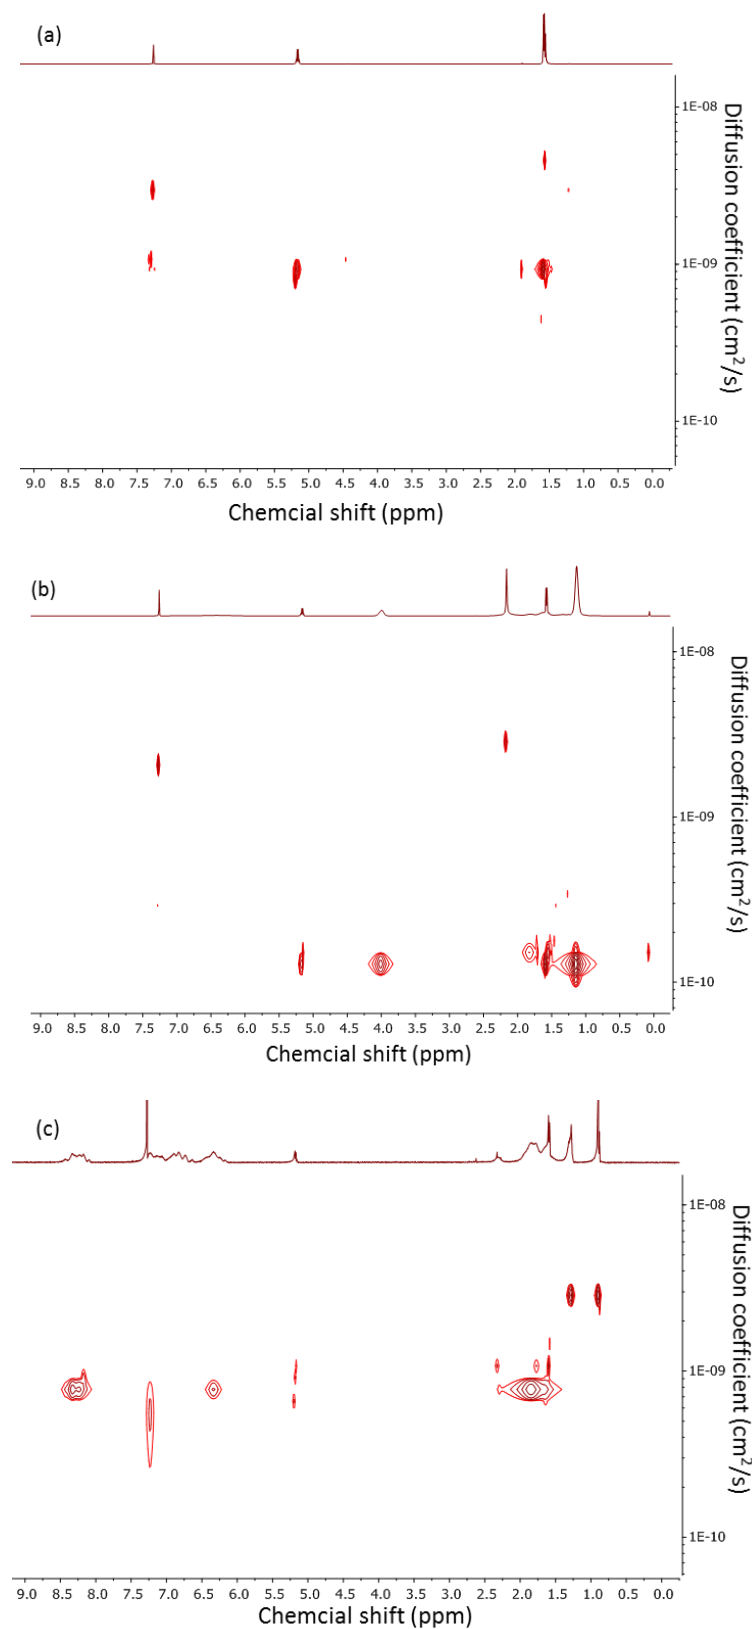 (a)
1E-08
1E-09
1E-10
Diffusion coefficient (cm²/s)
9.0 8.5 8.0 7.5 7.0 6.5 6.0 5.5 5.0 4.5 4.0 3.5 3.0 2.5 2.0 1.5 1.0 0.5 0.0
Chemcial shift (ppm)
(b)
1E-08
1E-09
1E-10
Diffusion coefficient (cm²/s)
9.0 8.5 8.0 7.5 7.0 6.5 6.0 5.5 5.0 4.5 4.0 3.5 3.0 2.5 2.0 1.5 1.0 0.5 0.0
Chemcial shift (ppm)
(c)
1E-08
1E-09
1E-10
Diffusion coefficient (cm²/s)
9.0 8.5 8.0 7.5 7.0 6.5 6.0 5.5 5.0 4.5 4.0 3.5 3.0 2.5 2.0 1.5 1.0 0.5 0.0
Chemcial shift (ppm)